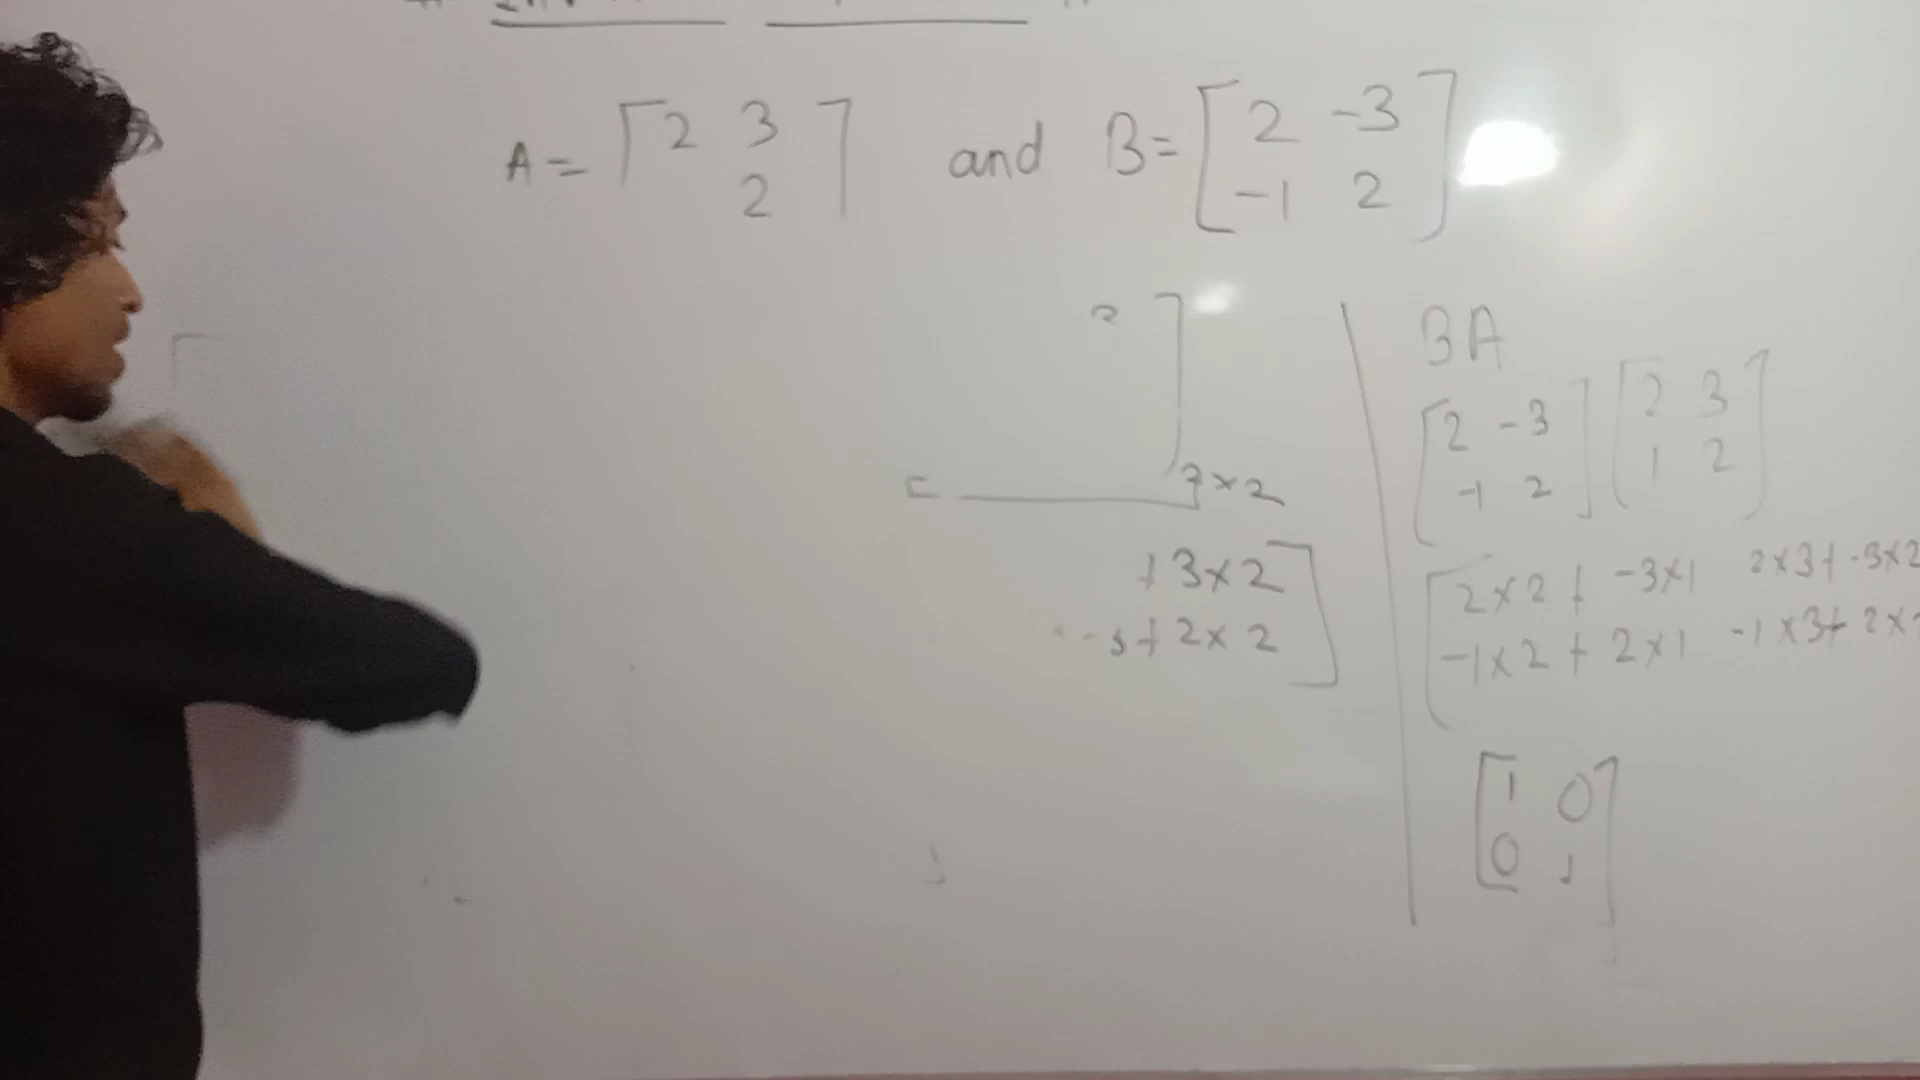 A = [ 2 3
2 ] and B = [ 2 -3
-1 2 ]
]
7 × 2
+ 3 × 2
+ 2 × 2 ]
BA
[ 2 -3
-1 2 ] [ 2 3
1 2 ]
[ 2 × 2 + -3 × 1 2 × 3 + -3 × 2
-1 × 2 + 2 × 1 -1 × 3 + 2 ×
[ 1 0
0 1 ]